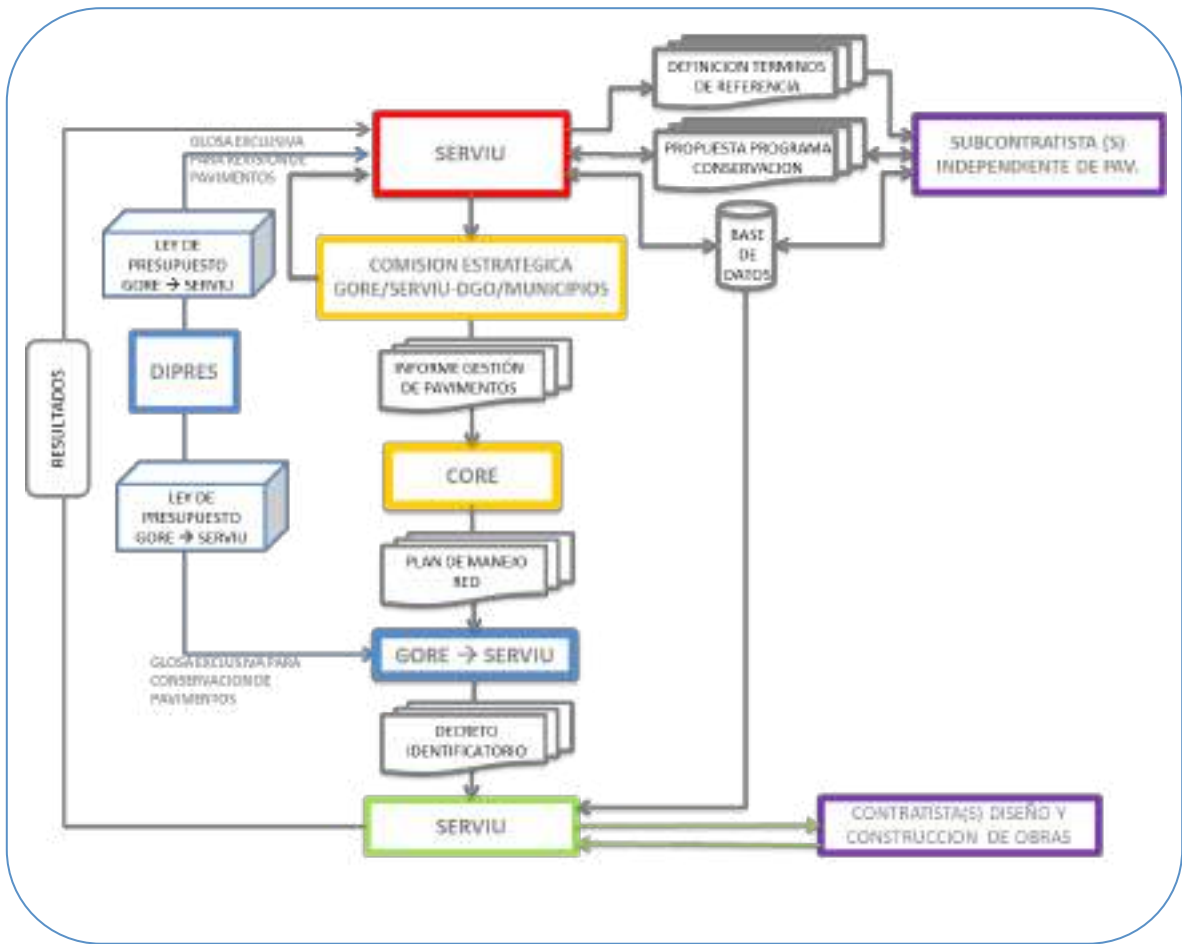 DEFINICION TERMINOS
DE REFERENCIA
GLOSA EXCLUSIVA
PARA REVISION DE
PAVIMENTOS
SERVIU
PROPUESTA PROGRAMA
CONSERVACION
SUBCONTRATISTA (S)
INDEPENDIENTE DE PAV.
LEY DE
PRESUPUESTO
GORE → SERVIU
BASE
DE
DATOS
COMISION ESTRATEGICA
GORE/SERVIU-DGO/MUNICIPIOS
DIPRES
INFORME GESTIÓN
DE PAVIMENTOS
RESULTADOS
CORE
LEY DE
PRESUPUESTO
GORE → SERVIU
PLAN DE MANEJO
RED
GORE → SERVIU
GLOSA EXCLUSIVA PARA
CONSERVACION DE
PAVIMENTOS
DECRETO
IDENTIFICATORIO
SERVIU
CONTRATISTA(S) DISEÑO Y
CONSTRUCCION DE OBRAS